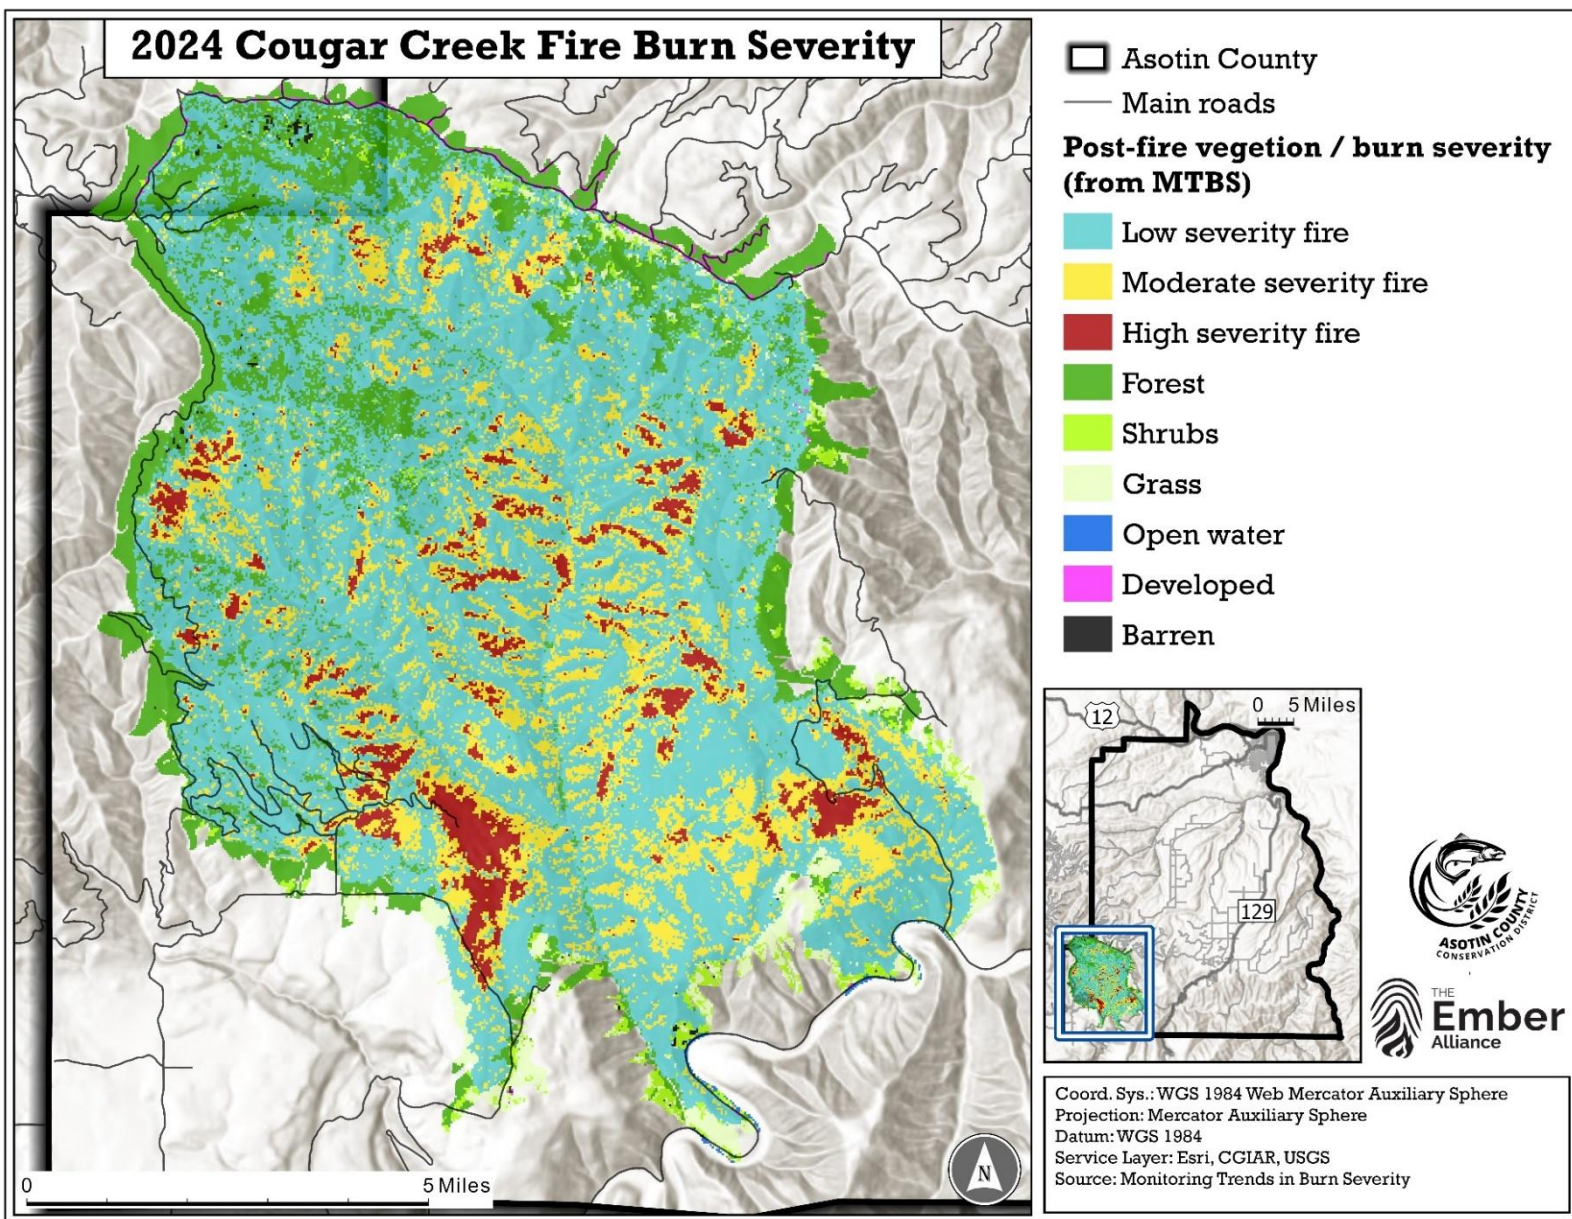 2024 Cougar Creek Fire Burn Severity
Asotin County
Main roads
Post-fire vegetion / burn severity
(from MTBS)
Low severity fire
Moderate severity fire
High severity fire
Forest
Shrubs
Grass
Open water
Developed
Barren
12
0 5 Miles
129
ASOTIN COUNTY
CONSERVATION DISTRICT
THE
Ember
Alliance
Coord. Sys.: WGS 1984 Web Mercator Auxiliary Sphere
Projection: Mercator Auxiliary Sphere
Datum: WGS 1984
Service Layer: Esri, CGIAR, USGS
Source: Monitoring Trends in Burn Severity
N
0 5 Miles